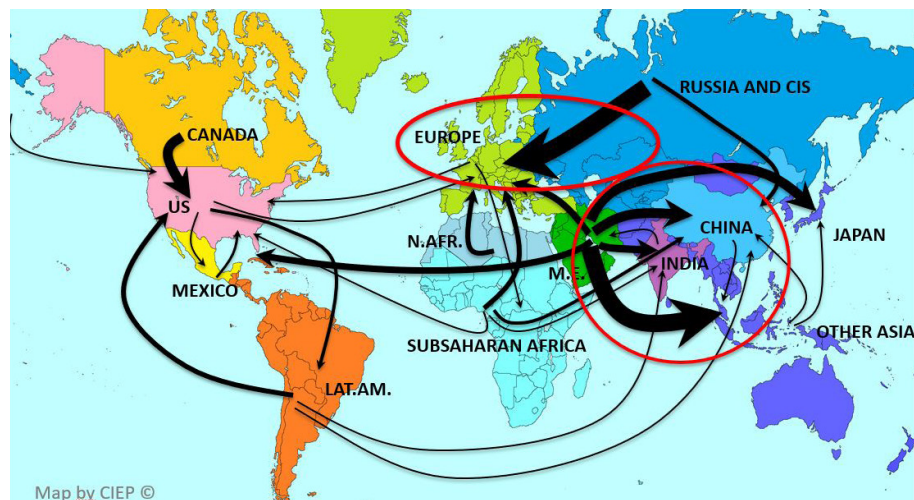 RUSSIA AND CIS
EUROPE
CANADA
US
CHINA
N.AFR.
JAPAN
M.E.
INDIA
MEXICO
OTHER ASIA
SUBSAHARAN AFRICA
LAT.AM.
Map by CIEP ©